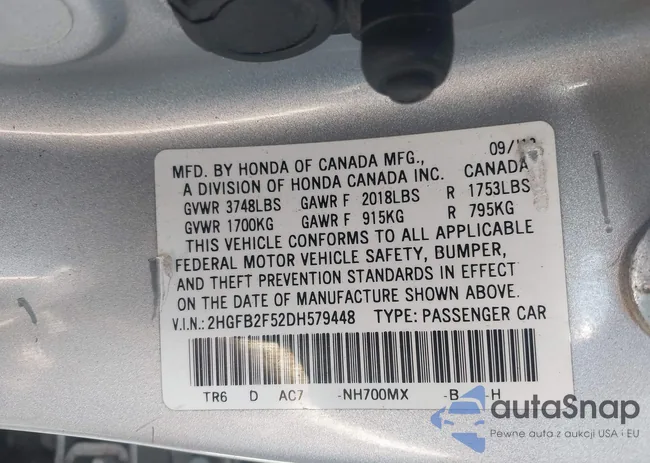 09/
MFD. BY HONDA OF CANADA MFG.,
A DIVISION OF HONDA CANADA INC. CANADA
GVWR 3748LBS GAWR F 2018LBS R 1753LBS
GVWR 1700KG GAWR F 915KG R 795KG
THIS VEHICLE CONFORMS TO ALL APPLICABLE
FEDERAL MOTOR VEHICLE SAFETY, BUMPER,
AND THEFT PREVENTION STANDARDS IN EFFECT
ON THE DATE OF MANUFACTURE SHOWN ABOVE.
V.I.N.: 2HGFB2F52DH579448 TYPE: PASSENGER CAR
TR6 D AC7 -NH700MX -B -H
autaSnap
Pewne auta z aukcji USA i EU